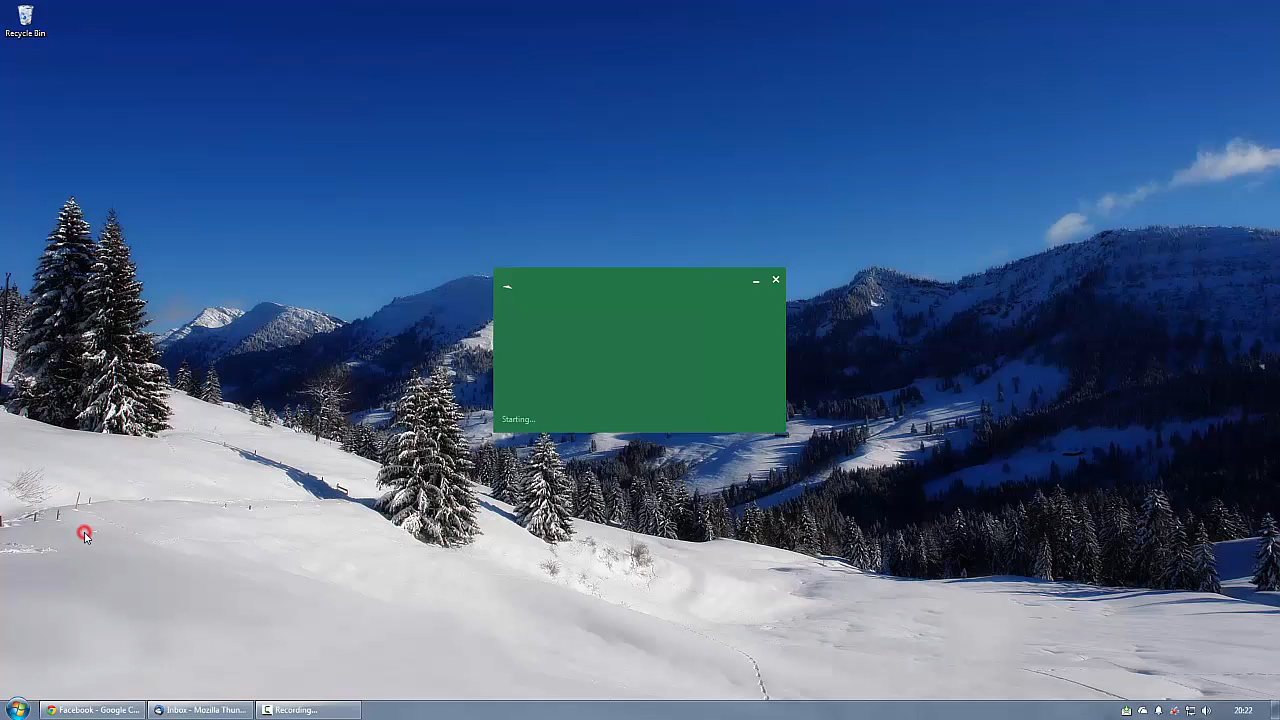 Recycle Bin
Starting...
Facebook - Google C...
Inbox - Mozilla Thun...
Recording...
20:22